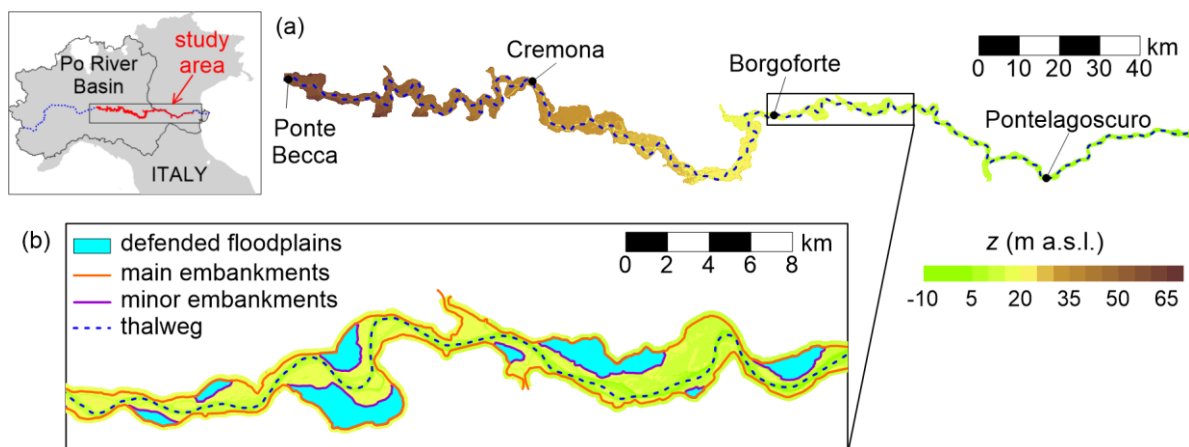 study
area
Po River
Basin
ITALY
(a)
Cremona
Ponte
Becca
Borgoforte
Pontelagoscuro
km
0 10 20 30 40
z (m a.s.l.)
-10 5 20 35 50 65
(b)
defended floodplains
main embankments
minor embankments
thalweg
km
0 2 4 6 8